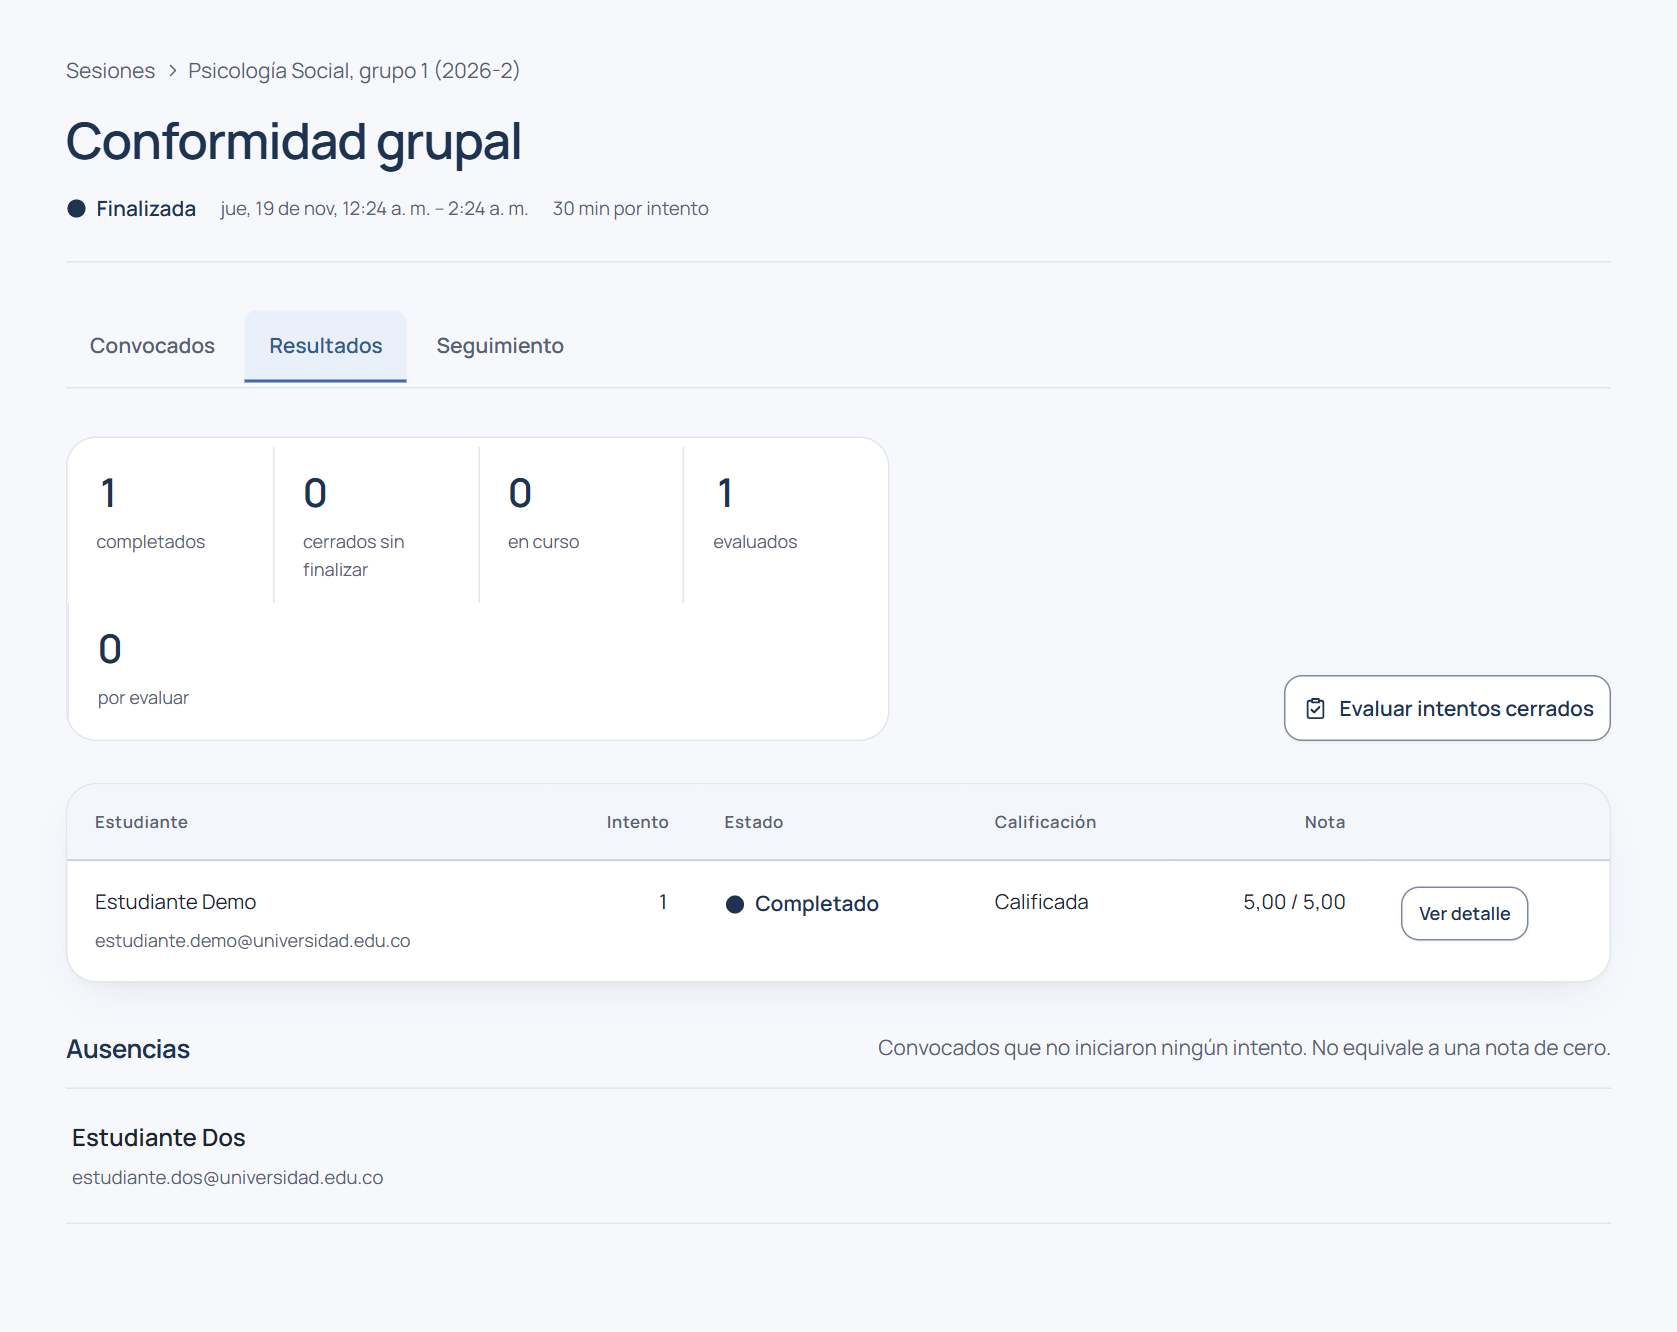 Sesiones > Psicología Social, grupo 1 (2026-2)
Conformidad grupal
Finalizada jue, 19 de nov, 12:24 a. m. – 2:24 a. m. 30 min por intento
Convocados Resultados Seguimiento
1 0 0 1
completados cerrados sin finalizar en curso evaluados
0
por evaluar
Evaluar intentos cerrados
Estudiante Intento Estado Calificación Nota
Estudiante Demo 1 Completado Calificada 5,00 / 5,00 Ver detalle
estudiante.demo@universidad.edu.co
Ausencias Convocados que no iniciaron ningún intento. No equivale a una nota de cero.
Estudiante Dos
estudiante.dos@universidad.edu.co